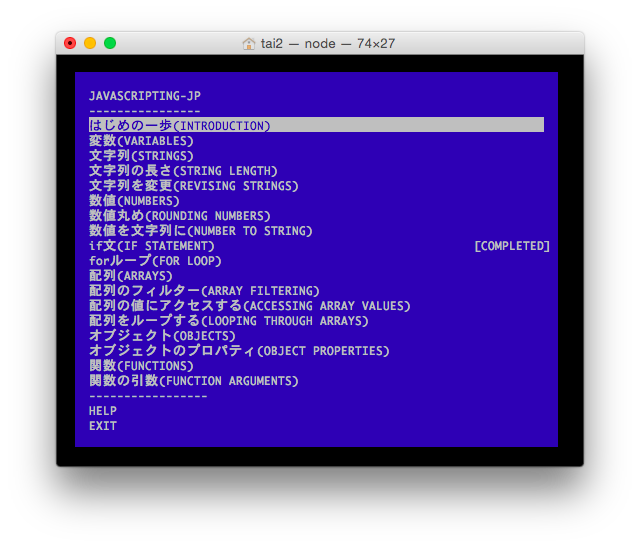 tai2 — node — 74×27
JAVASCRIPTING-JP
----------------
はじめの一歩(INTRODUCTION)
変数(VARIABLES)
文字列(STRINGS)
文字列の長さ(STRING LENGTH)
文字列を変更(REVISING STRINGS)
数値(NUMBERS)
数値丸め(ROUNDING NUMBERS)
数値を文字列に(NUMBER TO STRING)
if文(IF STATEMENT) [COMPLETED]
forループ(FOR LOOP)
配列(ARRAYS)
配列のフィルター(ARRAY FILTERING)
配列の値にアクセスする(ACCESSING ARRAY VALUES)
配列をループする(LOOPING THROUGH ARRAYS)
オブジェクト(OBJECTS)
オブジェクトのプロパティ(OBJECT PROPERTIES)
関数(FUNCTIONS)
関数の引数(FUNCTION ARGUMENTS)
-----------------
HELP
EXIT